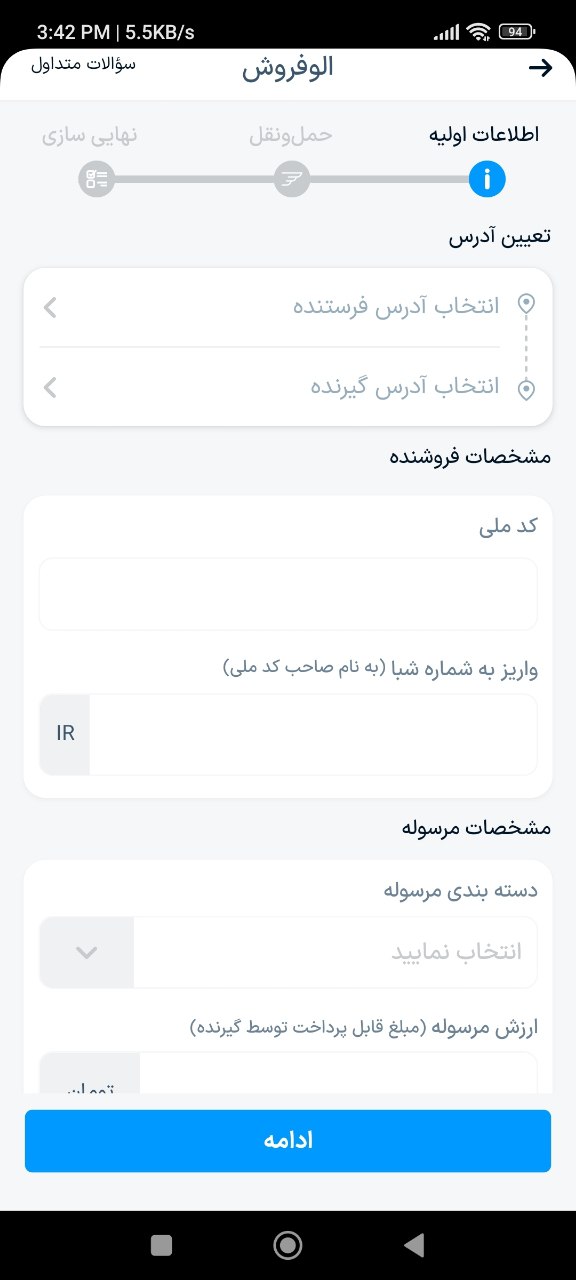 3:42 PM | 5.5KB/s 94
الوفروش سؤالات متداول
اطلاعات اولیه حمل‌ونقل نهایی سازی
تعیین آدرس
انتخاب آدرس فرستنده
انتخاب آدرس گیرنده
مشخصات فروشنده
کد ملی
واریز به شماره شبا (به نام صاحب کد ملی)
IR
مشخصات مرسوله
دسته بندی مرسوله
انتخاب نمایید
ارزش مرسوله (مبلغ قابل پرداخت توسط گیرنده)
تومان
ادامه